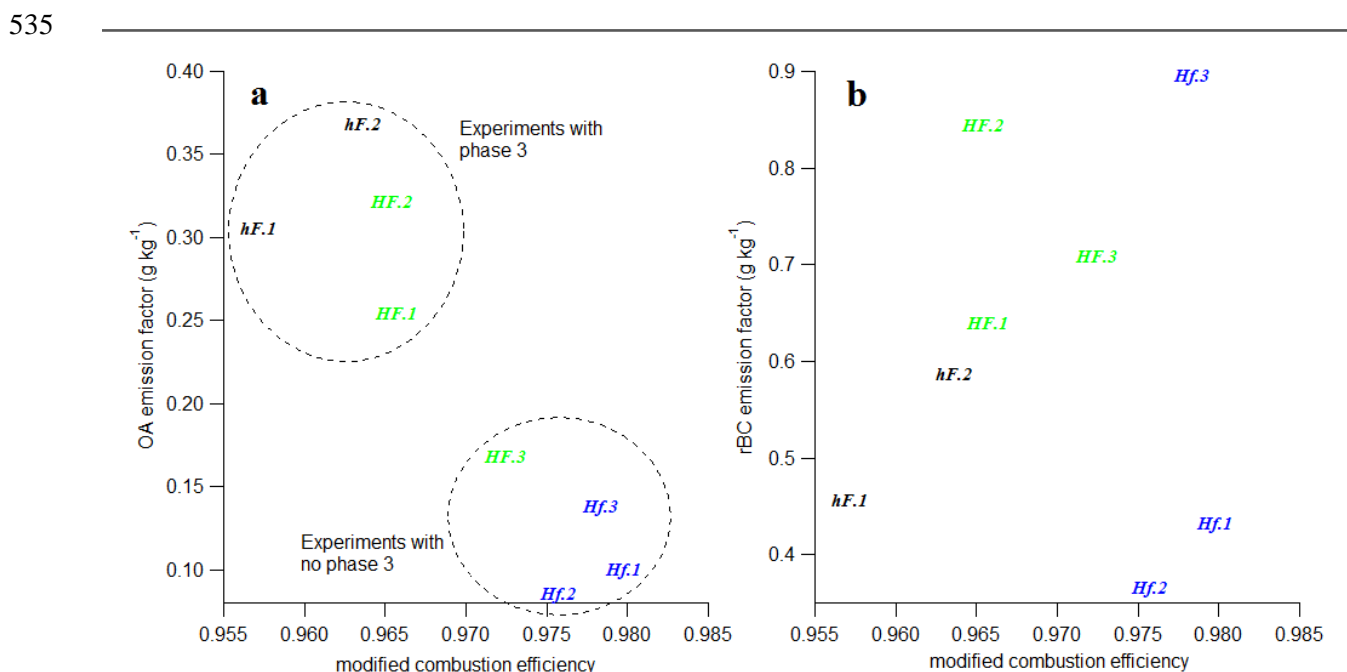 535
a
0.40
0.35
0.30
0.25
0.20
0.15
0.10
OA emission factor (g kg⁻¹)
hF.2
Experiments with
phase 3
HF.2
hF.1
HF.1
HF.3
Hf.3
Experiments with
no phase 3
Hf.1
Hf.2
0.955 0.960 0.965 0.970 0.975 0.980 0.985
modified combustion efficiency
b
0.9
0.8
0.7
0.6
0.5
0.4
rBC emission factor (g kg⁻¹)
Hf.3
HF.2
HF.3
HF.1
hF.2
hF.1
Hf.1
Hf.2
0.955 0.960 0.965 0.970 0.975 0.980 0.985
modified combustion efficiency